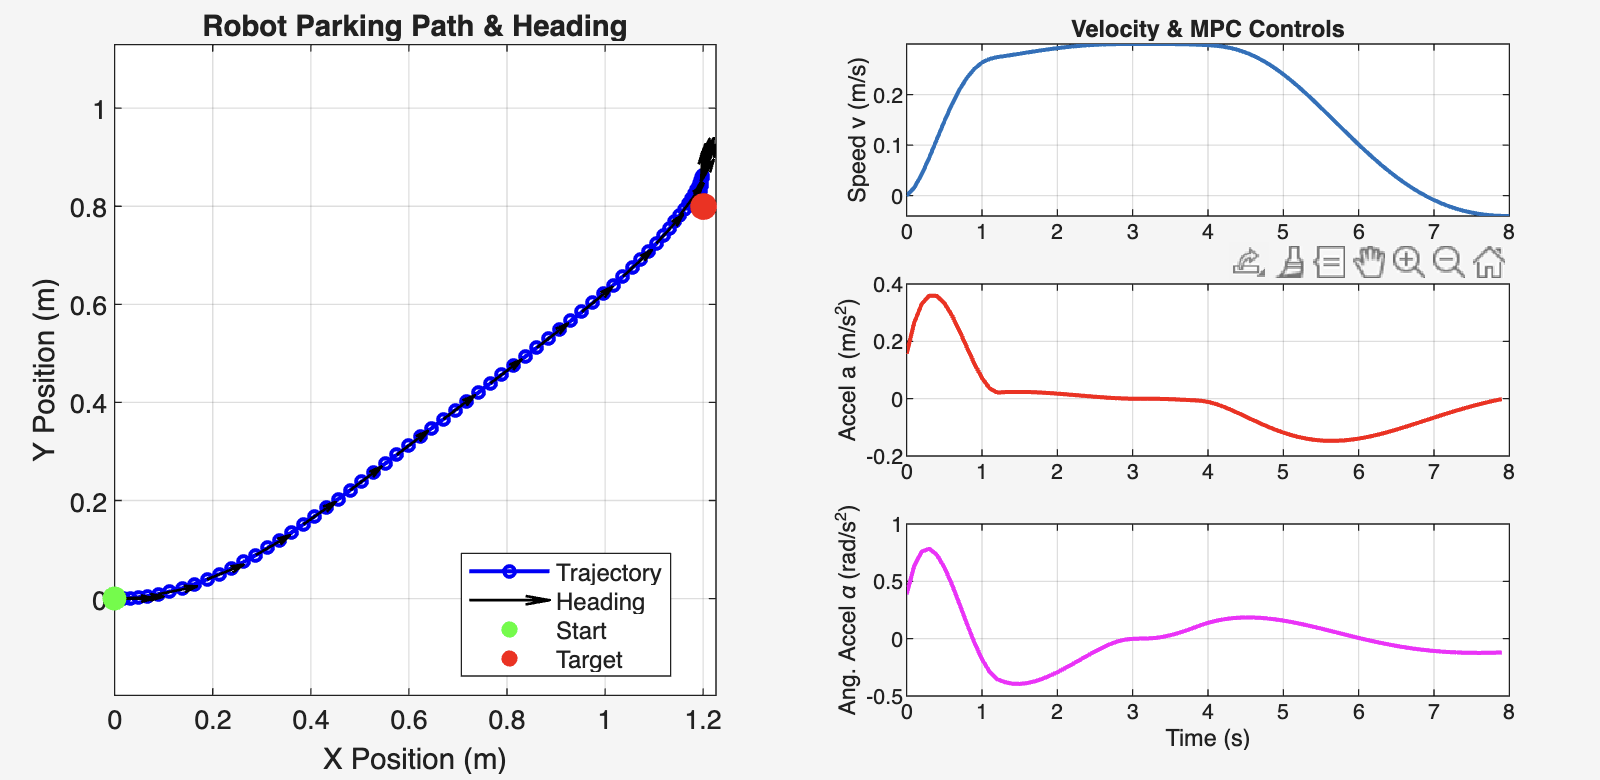 Robot Parking Path & Heading
Y Position (m)
1
0.8
0.6
0.4
0.2
0
0 0.2 0.4 0.6 0.8 1 1.2
X Position (m)
Trajectory
Heading
Start
Target
Velocity & MPC Controls
Speed v (m/s)
0.2
0.1
0
0 1 2 3 4 5 6 7 8
Accel a (m/s²)
0.4
0.2
0
-0.2
0 1 2 3 4 5 6 7 8
Ang. Accel α (rad/s²)
1
0.5
0
-0.5
0 1 2 3 4 5 6 7 8
Time (s)